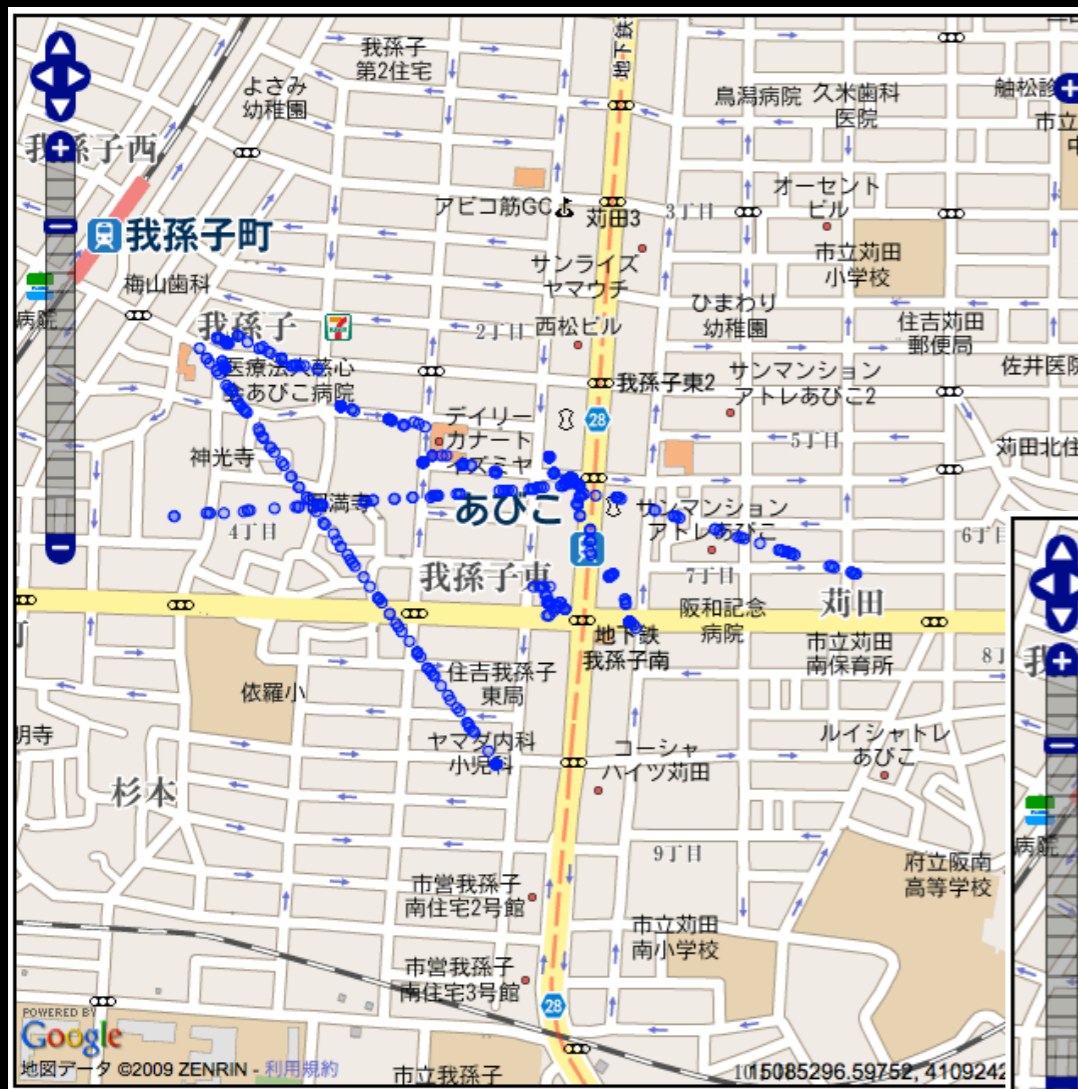 地下鉄
我孫子
第2住宅
よさみ
幼稚園
鳥潟病院
久米歯科
医院
舳松診
市立
中
我孫子西
我孫子町
アビコ筋GC
苅田3
3丁目
オーセント
ビル
市立苅田
小学校
サンライズ
ヤマウチ
梅山歯科
病院
ひまわり
幼稚園
我孫子
2丁目
西松ビル
住吉苅田
郵便局
佐井医院
我孫子東2
サンマンション
アトレあびこ2
会あびこ病院
28
デイリー
カナート
イズミヤ
5丁目
苅田北住
神光寺
円満寺
あびこ
サンマンション
アトレあびこ
4丁目
6丁目
我孫子東
7丁目
苅田
阪和記念
病院
町
地下鉄
我孫子南
市立苅田
南保育所
8丁
依羅小
住吉我孫子
東局
明寺
ヤマダ内科
小児科
コーシャ
ハイツ苅田
ルイシャトレ
あびこ
杉本
9丁目
府立阪南
高等学校
市営我孫子
南住宅2号館
市立苅田
南小学校
市営我孫子
南住宅3号館
28
POWERED BY
Google
地図データ ©2009 ZENRIN - 利用規約
市立我孫子
15085296.59752, 4109242
我
病院